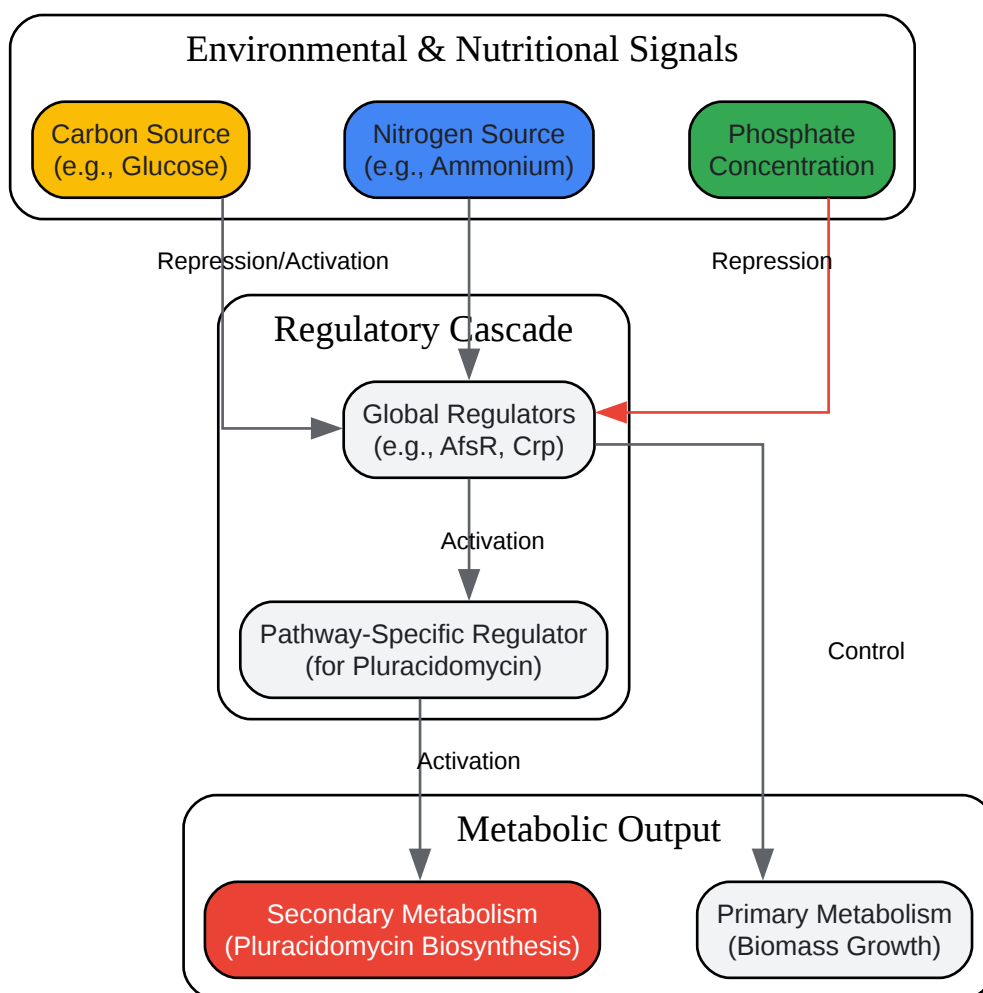 Environmental & Nutritional Signals
Carbon Source
(e.g., Glucose)
Nitrogen Source
(e.g., Ammonium)
Phosphate
Concentration
Repression/Activation
Repression
Regulatory Cascade
Global Regulators
(e.g., AfsR, Crp)
Activation
Pathway-Specific Regulator
(for Pluracidomycin)
Control
Activation
Metabolic Output
Secondary Metabolism
(Pluracidomycin Biosynthesis)
Primary Metabolism
(Biomass Growth)